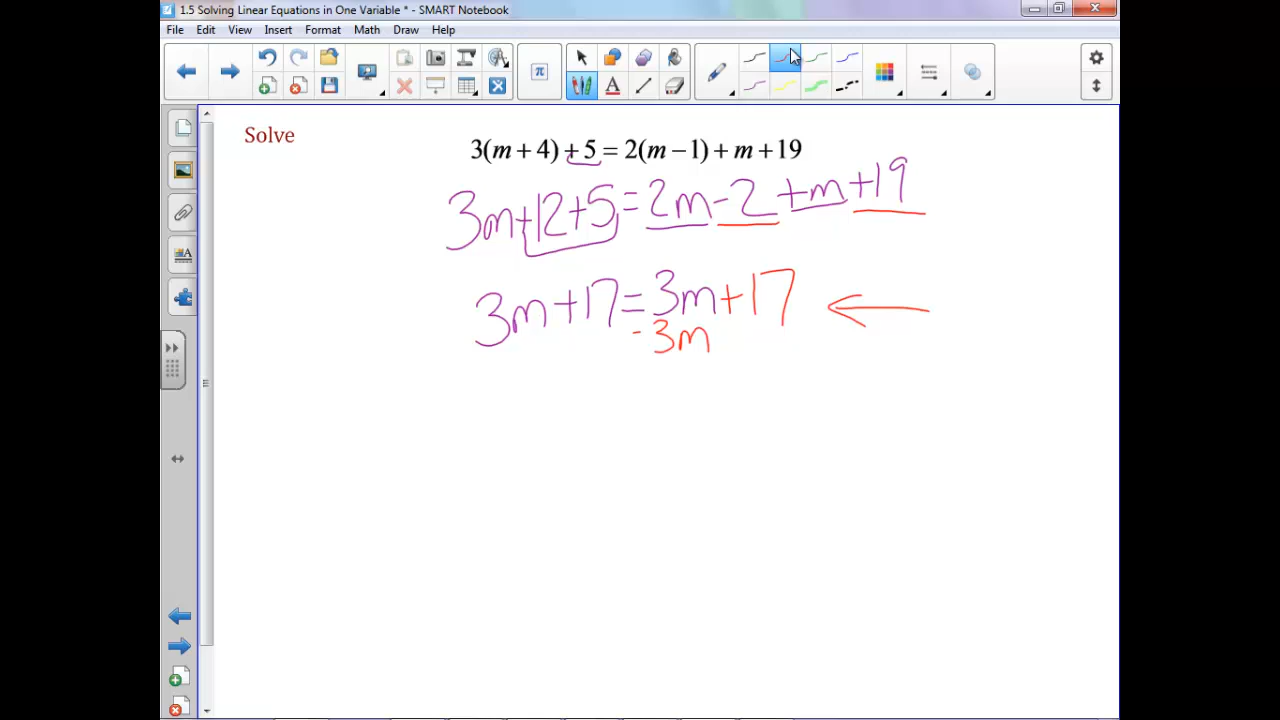 1.5 Solving Linear Equations in One Variable * - SMART Notebook
File Edit View Insert Format Math Draw Help
π
A
Solve
3(m + 4) + 5 = 2(m − 1) + m + 19
3m+12+5=2m-2+m+19
3m+17=3m+17
-3m